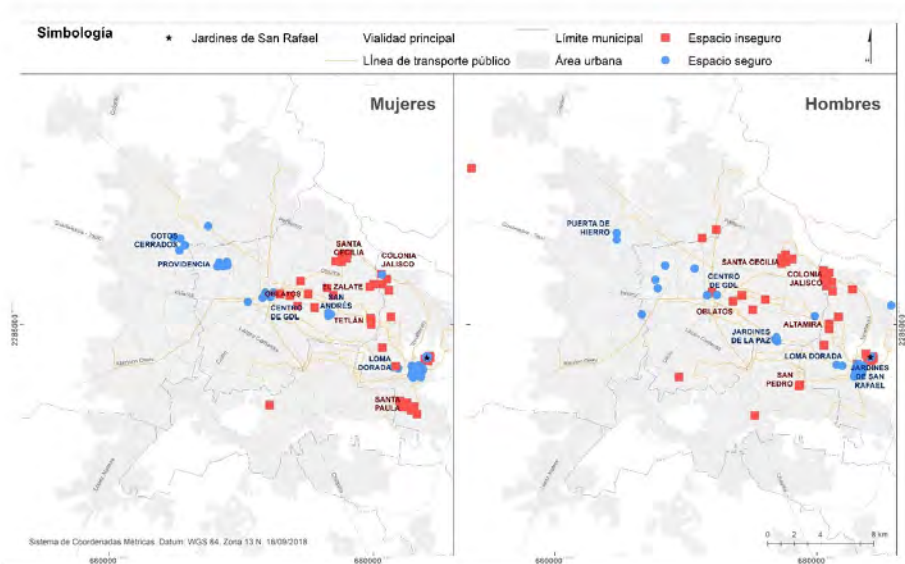 Simbología
Jardines de San Rafael
Vialidad principal
Límite municipal
Espacio inseguro
Línea de transporte público
Área urbana
Espacio seguro
Mujeres
COTOS
CERRADOS
PROVIDENCIA
SANTA
CECILIA
COLONIA
JALISCO
OBLATOS
EL ZALATE
SAN
ANDRÉS
CENTRO
DE GDL
TETLÁN
LOMA
DORADA
SANTA
PAULA
2285000
Sistema de Coordenadas Métricas. Datum: WGS 84. Zona 13 N. 18/09/2018
660000
680000
Hombres
PUERTA DE
HIERRO
SANTA CECILIA
CENTRO
DE GDL
COLONIA
JALISCO
OBLATOS
ALTAMIRA
JARDINES
DE LA PAZ
LOMA DORADA
JARDINES
DE SAN
RAFAEL
SAN
PEDRO
2285000
0 2 4 8 km
660000
680000